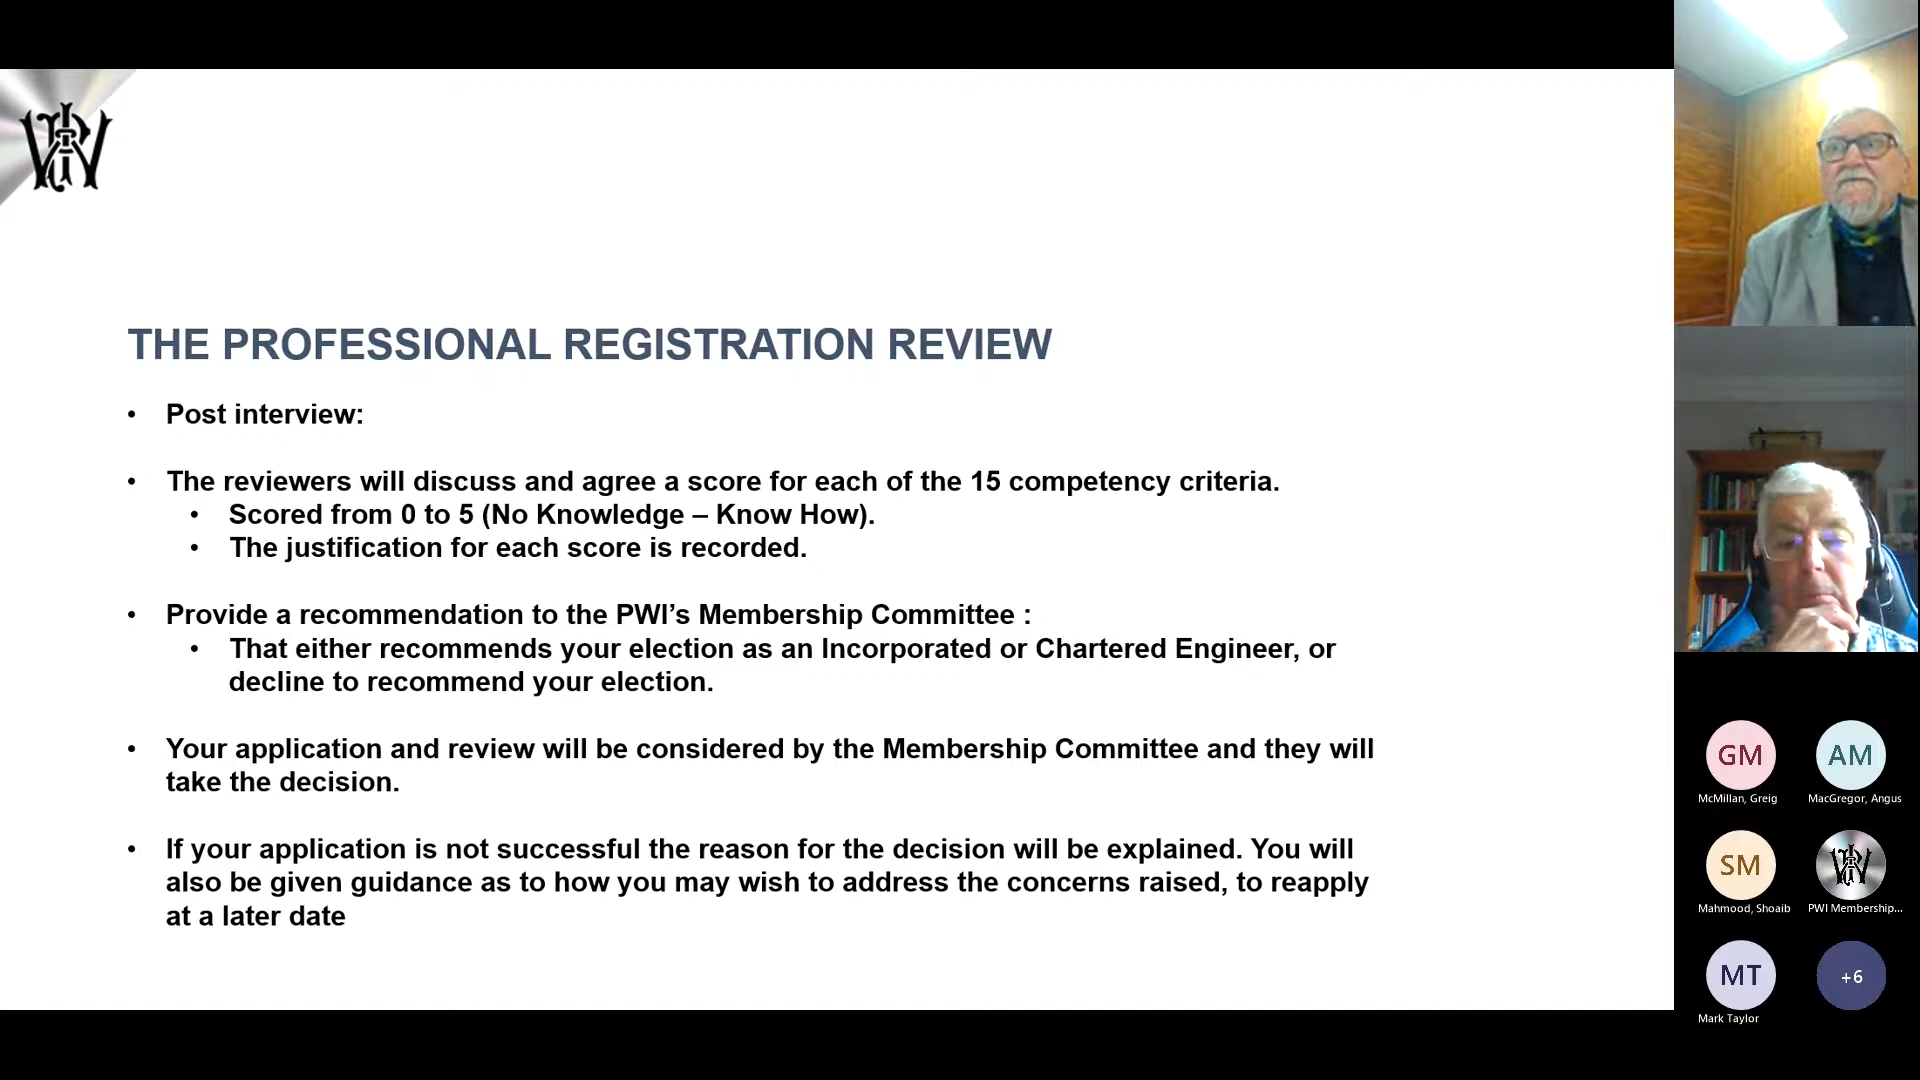 THE PROFESSIONAL REGISTRATION REVIEW
• Post interview:
• The reviewers will discuss and agree a score for each of the 15 competency criteria.
• Scored from 0 to 5 (No Knowledge – Know How).
• The justification for each score is recorded.
• Provide a recommendation to the PWI’s Membership Committee :
• That either recommends your election as an Incorporated or Chartered Engineer, or
decline to recommend your election.
• Your application and review will be considered by the Membership Committee and they will
take the decision.
• If your application is not successful the reason for the decision will be explained. You will
also be given guidance as to how you may wish to address the concerns raised, to reapply
at a later date
GM
McMillan, Greig
AM
MacGregor, Angus
SM
Mahmood, Shoaib
PWI Membership...
MT
Mark Taylor
+6